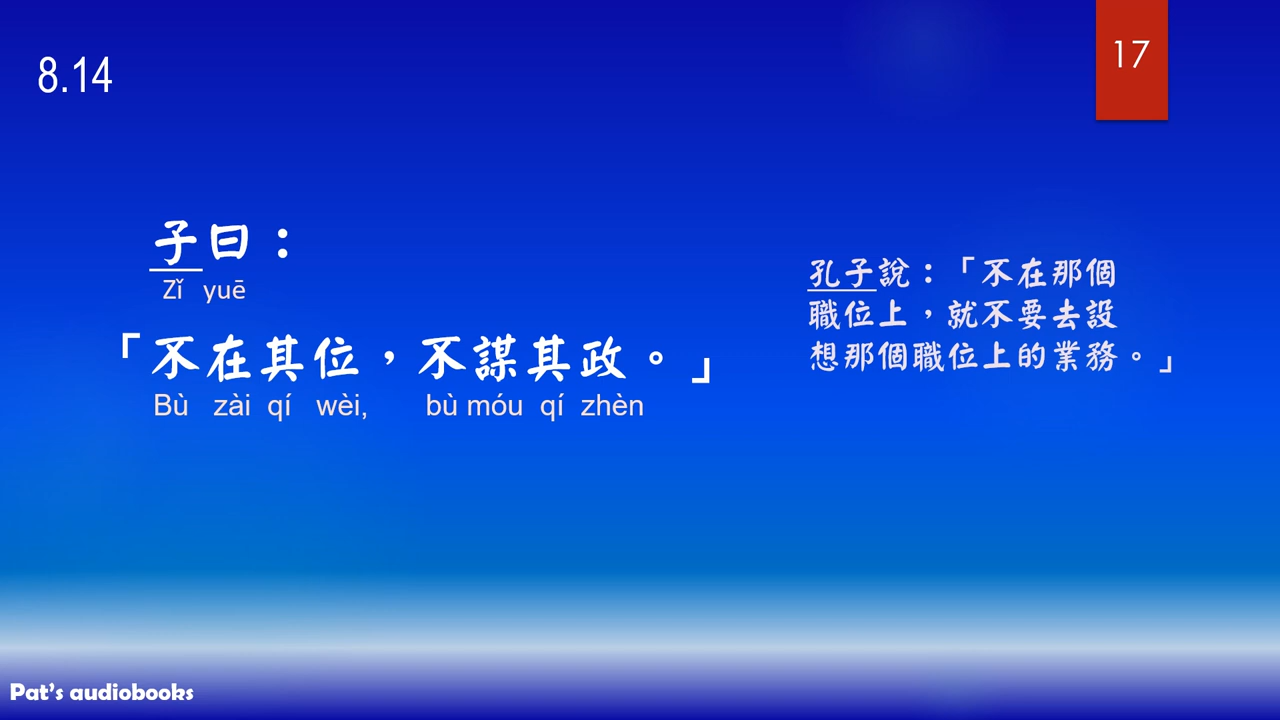 8.14
17
子曰：
Zǐ yuē
「不在其位，不謀其政。」
Bù zài qí wèi, bù móu qí zhèn
孔子說：「不在那個
職位上，就不要去設
想那個職位上的業務。」
Pat's audiobooks